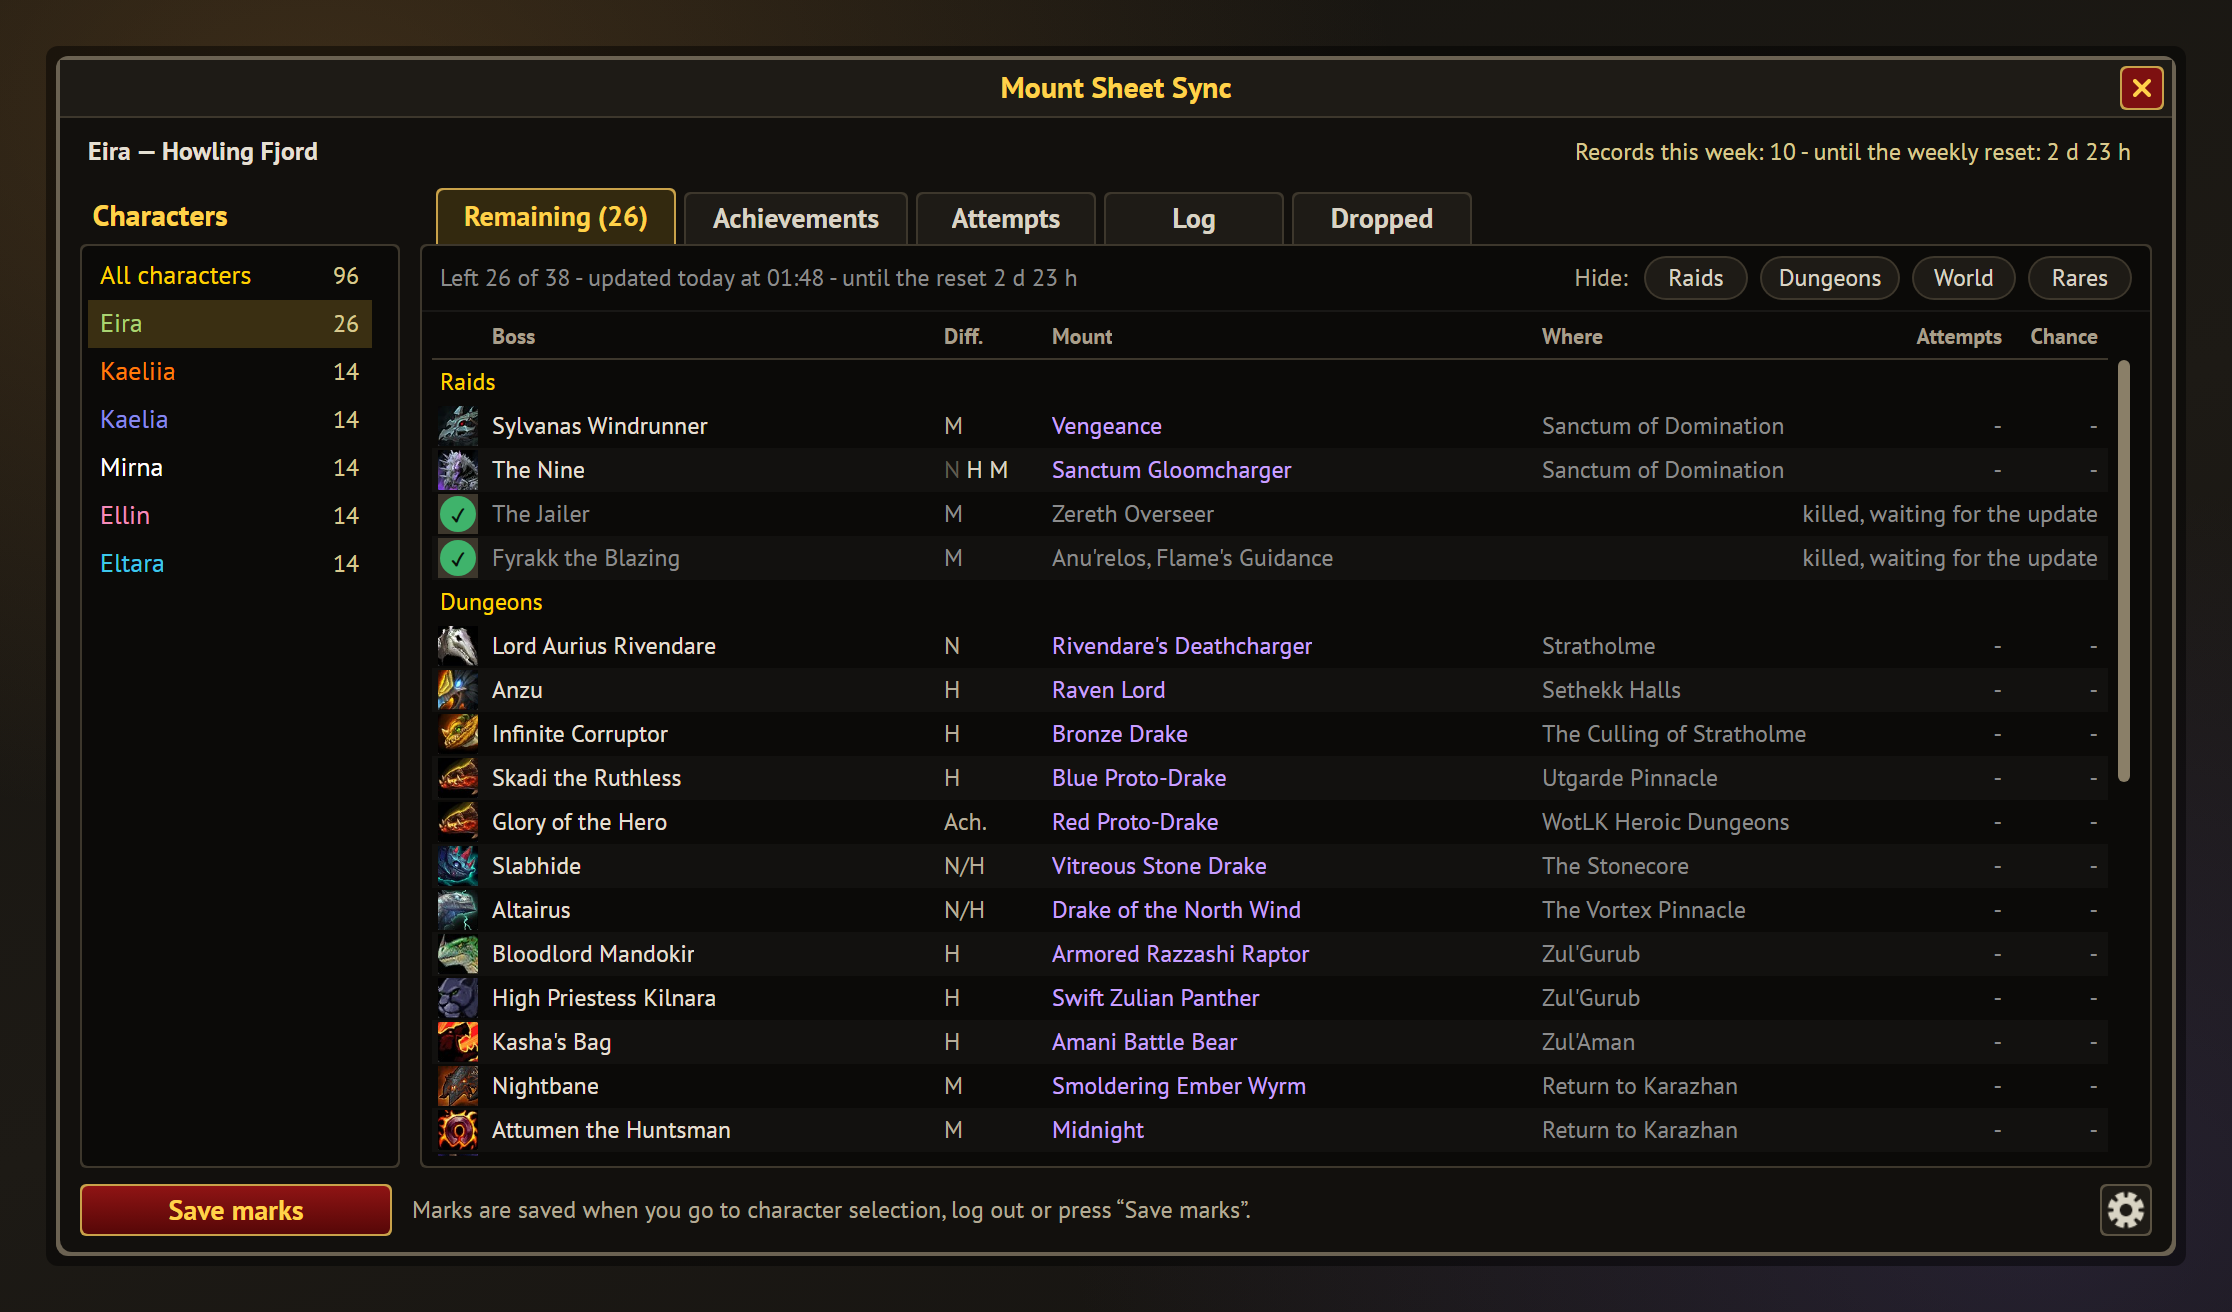 Mount Sheet Sync
Eira — Howling Fjord
Records this week: 10 - until the weekly reset: 2 d 23 h
Characters
All characters 96
Eira 26
Kaeliia 14
Kaelia 14
Mirna 14
Ellin 14
Eltara 14
Remaining (26) Achievements Attempts Log Dropped
Left 26 of 38 - updated today at 01:48 - until the reset 2 d 23 h
Hide: Raids Dungeons World Rares
Boss Diff. Mount Where Attempts Chance
Raids
Sylvanas Windrunner M Vengeance Sanctum of Domination - -
The Nine N H M Sanctum Gloomcharger Sanctum of Domination - -
The Jailer M Zereth Overseer killed, waiting for the update
Fyrakk the Blazing M Anu'relos, Flame's Guidance killed, waiting for the update
Dungeons
Lord Aurius Rivendare N Rivendare's Deathcharger Stratholme - -
Anzu H Raven Lord Sethekk Halls - -
Infinite Corruptor H Bronze Drake The Culling of Stratholme - -
Skadi the Ruthless H Blue Proto-Drake Utgarde Pinnacle - -
Glory of the Hero Ach. Red Proto-Drake WotLK Heroic Dungeons - -
Slabhide N/H Vitreous Stone Drake The Stonecore - -
Altairus N/H Drake of the North Wind The Vortex Pinnacle - -
Bloodlord Mandokir H Armored Razzashi Raptor Zul'Gurub - -
High Priestess Kilnara H Swift Zulian Panther Zul'Gurub - -
Kasha's Bag H Amani Battle Bear Zul'Aman - -
Nightbane M Smoldering Ember Wyrm Return to Karazhan - -
Attumen the Huntsman M Midnight Return to Karazhan - -
Save marks
Marks are saved when you go to character selection, log out or press “Save marks”.